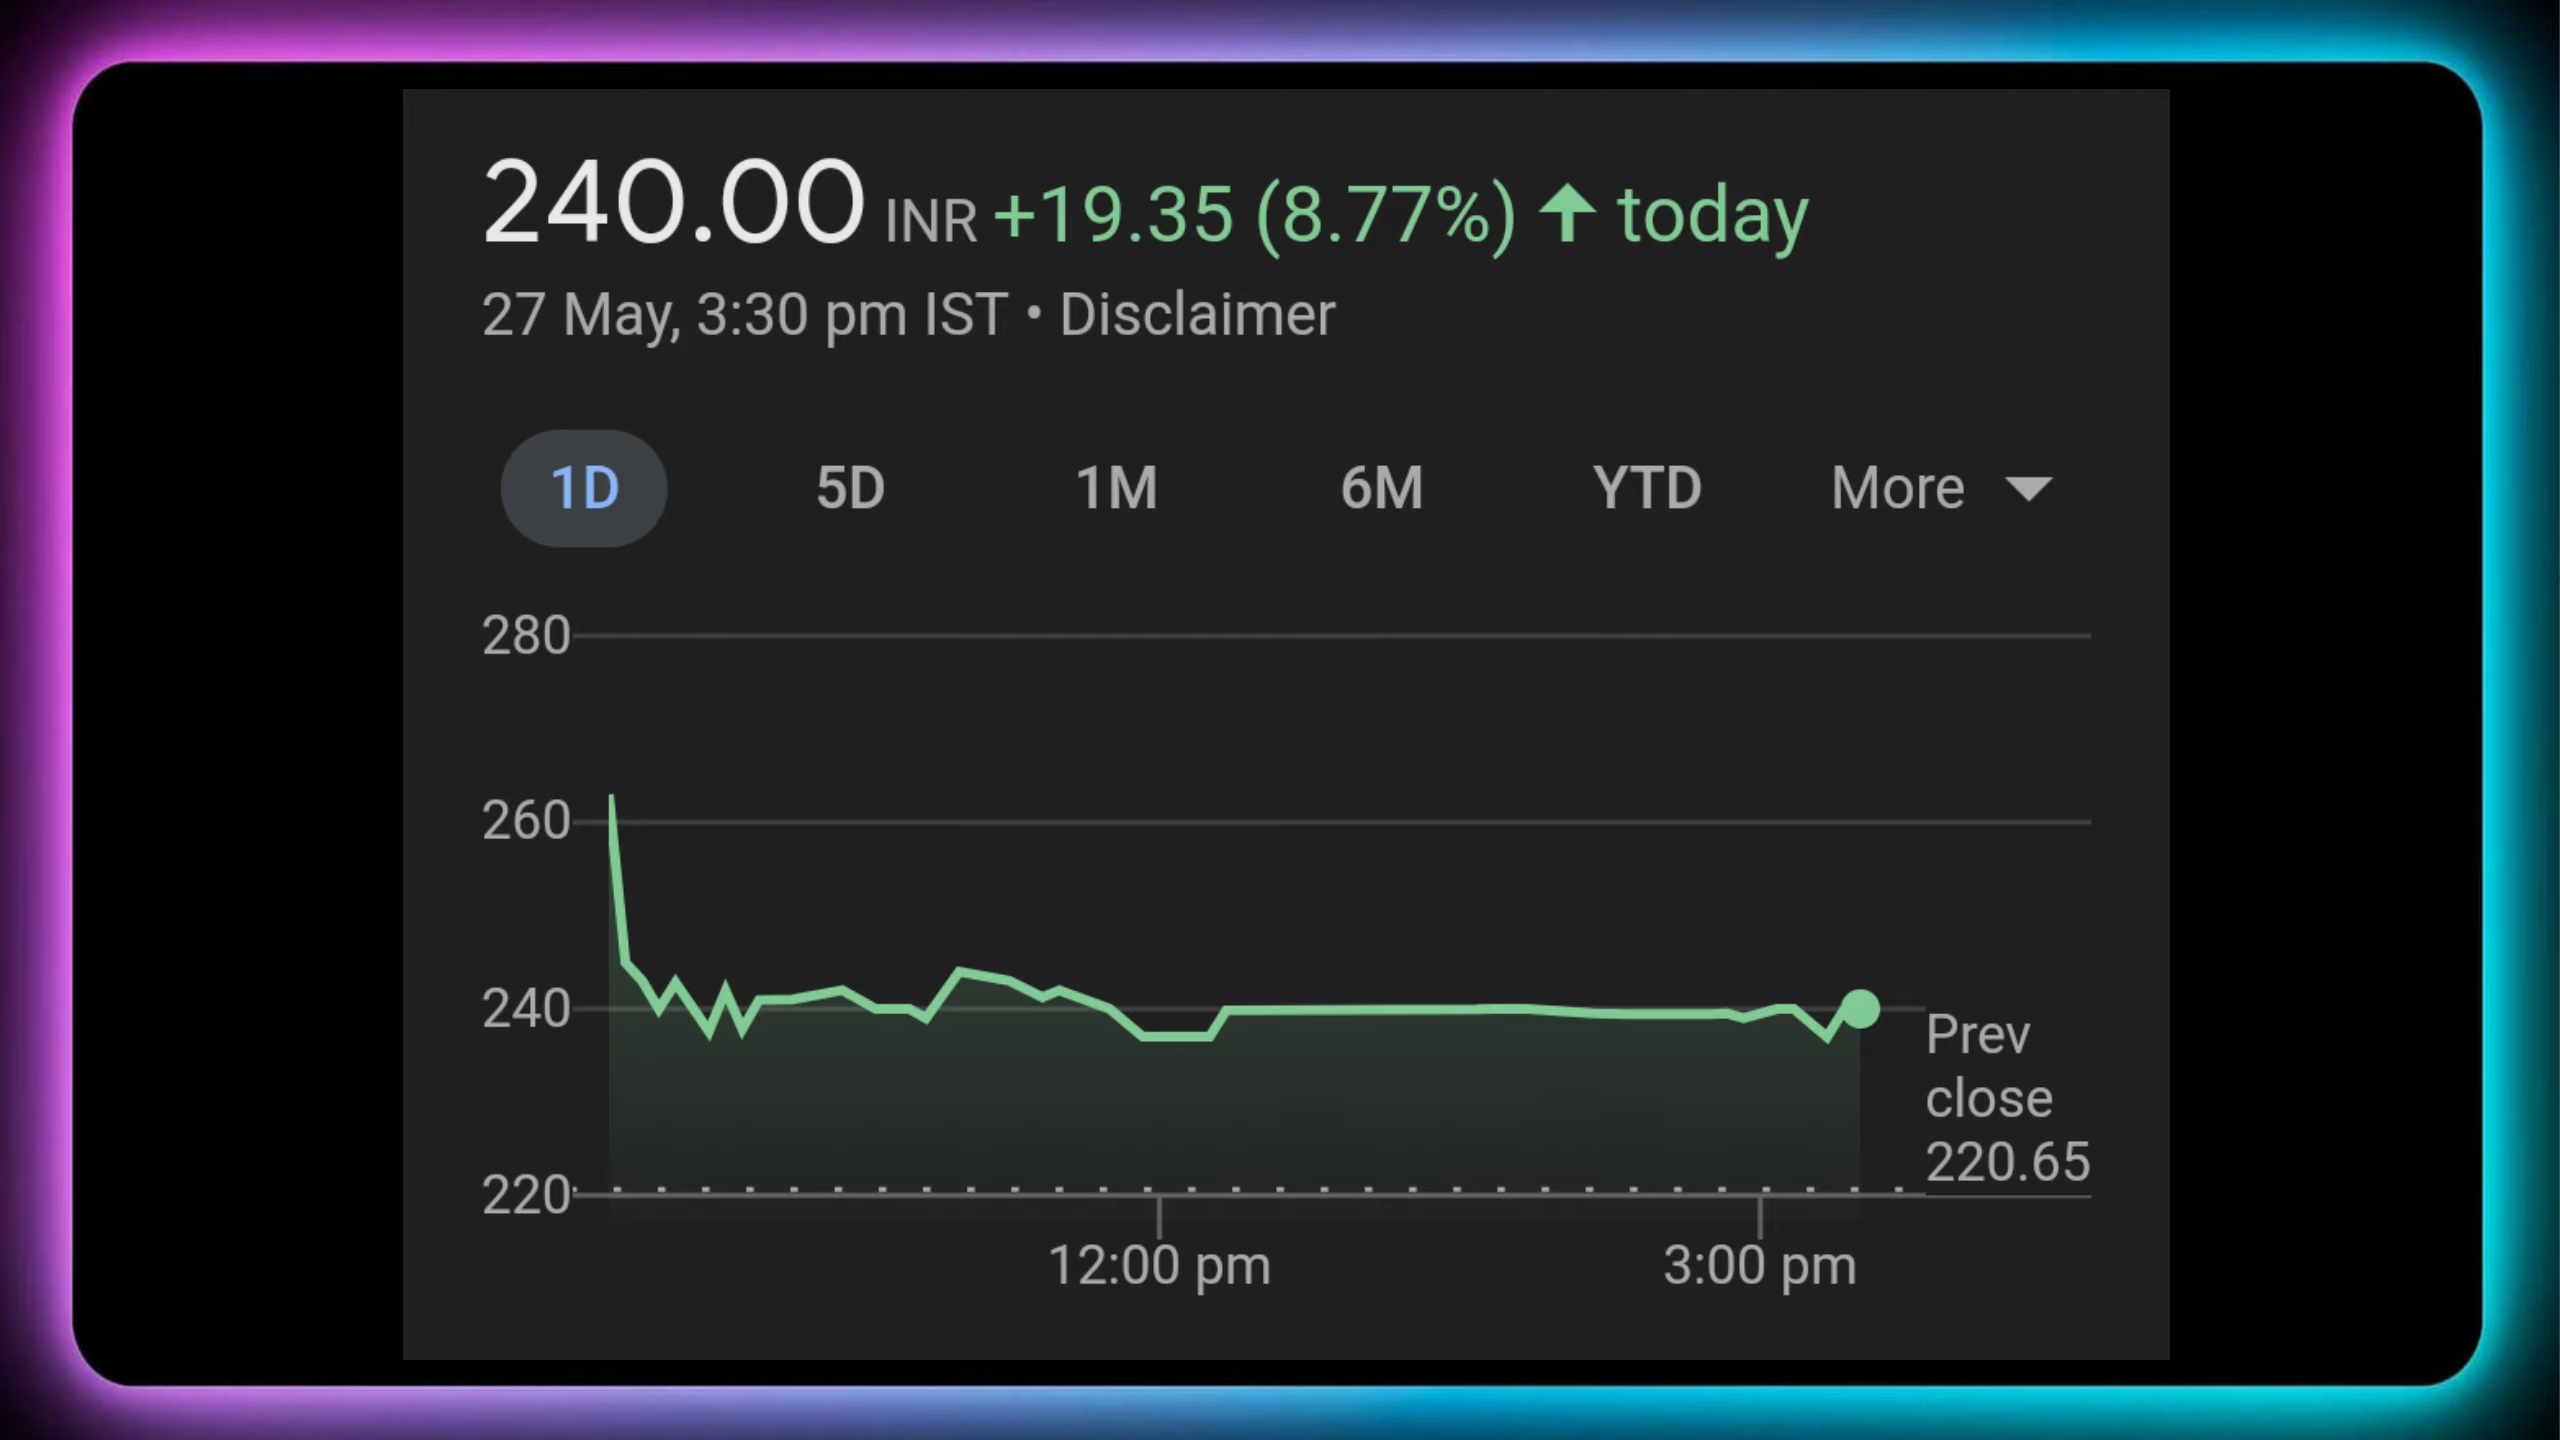 240.00 INR +19.35 (8.77%) ↑ today
27 May, 3:30 pm IST • Disclaimer
1D 5D 1M 6M YTD More
280
260
240
Prev
close
220.65
220
12:00 pm 3:00 pm